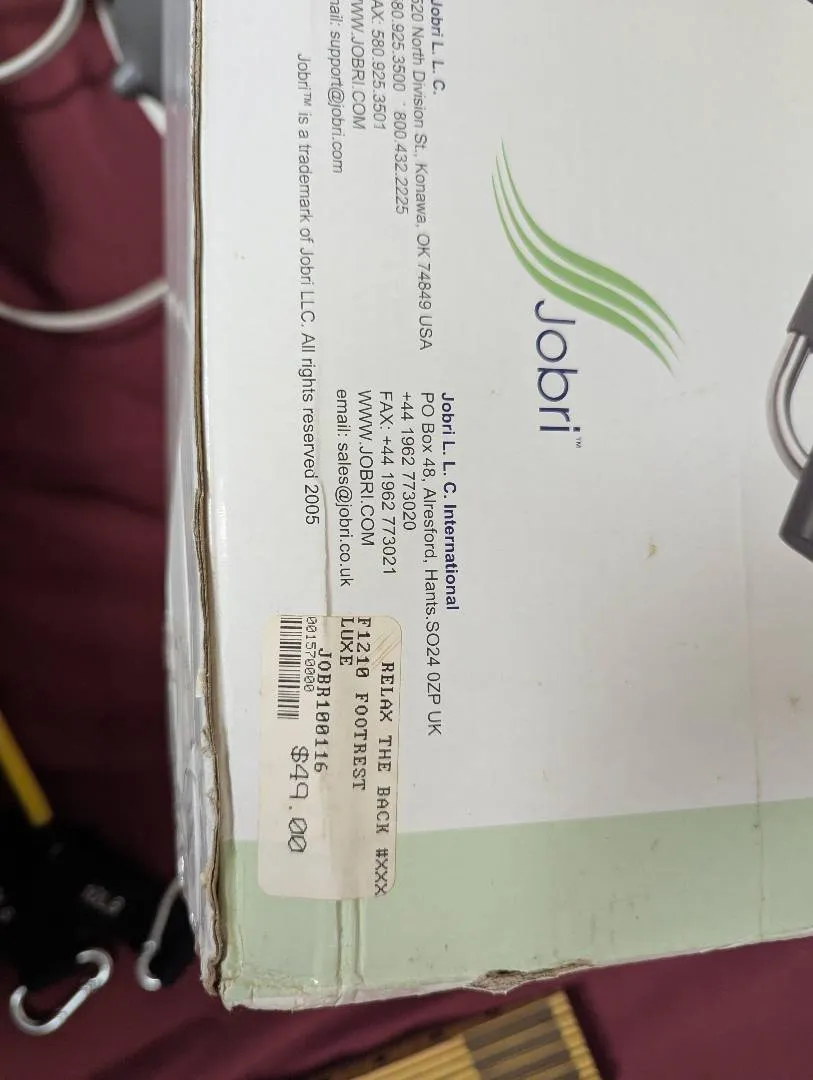 Jobri™
Jobri L. L. C.
520 North Division St., Konawa, OK 74849 USA
580.925.3500 800.432.2225
FAX: 580.925.3501
WWW.JOBRI.COM
email: support@jobri.com
Jobri L. L. C. International
PO Box 48, Alresford, Hants.SO24 0ZP UK
+44 1962 773020
FAX: +44 1962 773021
WWW.JOBRI.COM
email: sales@jobri.co.uk
Jobri™ is a trademark of Jobri LLC. All rights reserved 2005
RELAX THE BACK #XXX
F1210 FOOTREST
LUXE
JOBR100116
001570000
$49.00